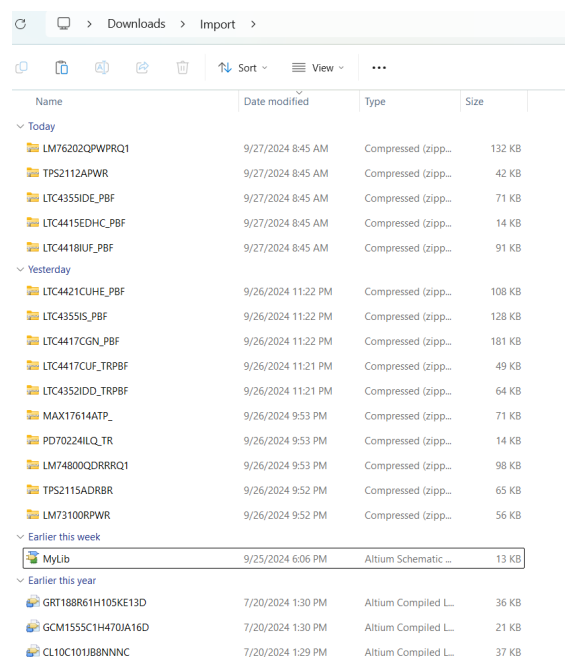 > Downloads > Import >
Sort View ...
Name Date modified Type Size
Today
LM76202QPWPRQ1 9/27/2024 8:45 AM Compressed (zipp... 132 KB
TPS2112APWR 9/27/2024 8:45 AM Compressed (zipp... 42 KB
LTC4355IDE_PBF 9/27/2024 8:45 AM Compressed (zipp... 71 KB
LTC4415EDHC_PBF 9/27/2024 8:45 AM Compressed (zipp... 14 KB
LTC4418IUF_PBF 9/27/2024 8:45 AM Compressed (zipp... 91 KB
Yesterday
LTC4421CUHE_PBF 9/26/2024 11:22 PM Compressed (zipp... 108 KB
LTC4355IS_PBF 9/26/2024 11:22 PM Compressed (zipp... 128 KB
LTC4417CGN_PBF 9/26/2024 11:22 PM Compressed (zipp... 181 KB
LTC4417CUF_TRPBF 9/26/2024 11:21 PM Compressed (zipp... 49 KB
LTC4352IDD_TRPBF 9/26/2024 11:21 PM Compressed (zipp... 64 KB
MAX17614ATP_ 9/26/2024 9:53 PM Compressed (zipp... 71 KB
PD70224ILQ_TR 9/26/2024 9:53 PM Compressed (zipp... 14 KB
LM74800QDRRRQ1 9/26/2024 9:53 PM Compressed (zipp... 98 KB
TPS2115ADRBR 9/26/2024 9:52 PM Compressed (zipp... 65 KB
LM73100RPWR 9/26/2024 9:52 PM Compressed (zipp... 56 KB
Earlier this week
MyLib 9/25/2024 6:06 PM Altium Schematic ... 13 KB
Earlier this year
GRT188R61H105KE13D 7/20/2024 1:30 PM Altium Compiled L... 36 KB
GCM1555C1H470JA16D 7/20/2024 1:30 PM Altium Compiled L... 21 KB
CL10C101JB8NNNC 7/20/2024 1:29 PM Altium Compiled L... 37 KB